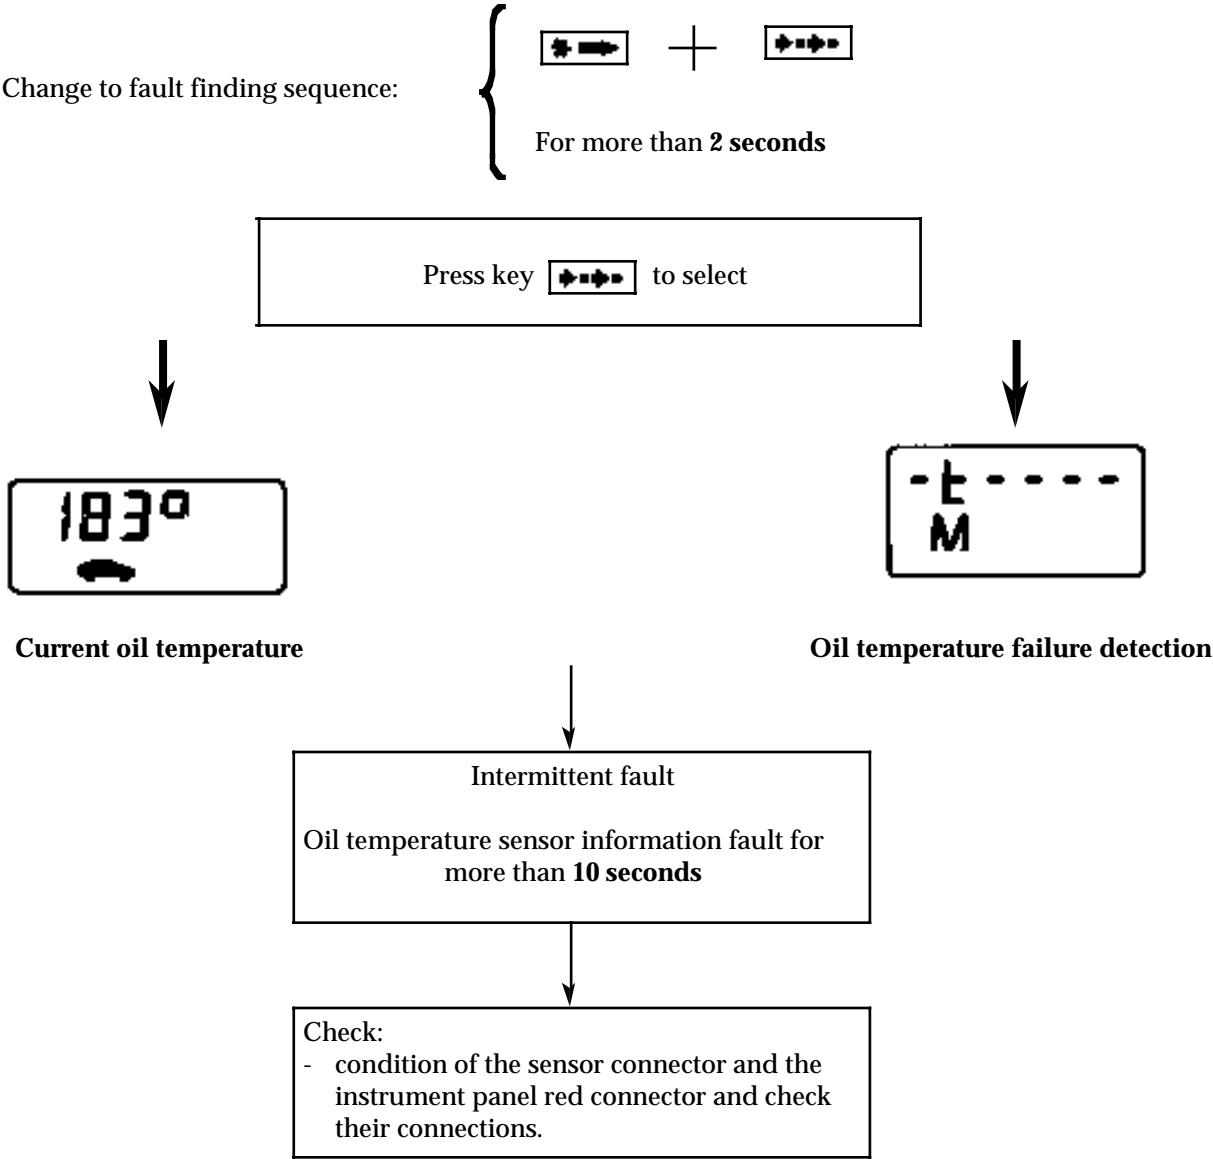 Change to fault finding sequence:
+
For more than 2 seconds
Press key to select
183°
- t - - - -
M
Current oil temperature
Oil temperature failure detection
Intermittent fault
Oil temperature sensor information fault for
more than 10 seconds
Check:
- condition of the sensor connector and the
instrument panel red connector and check
their connections.